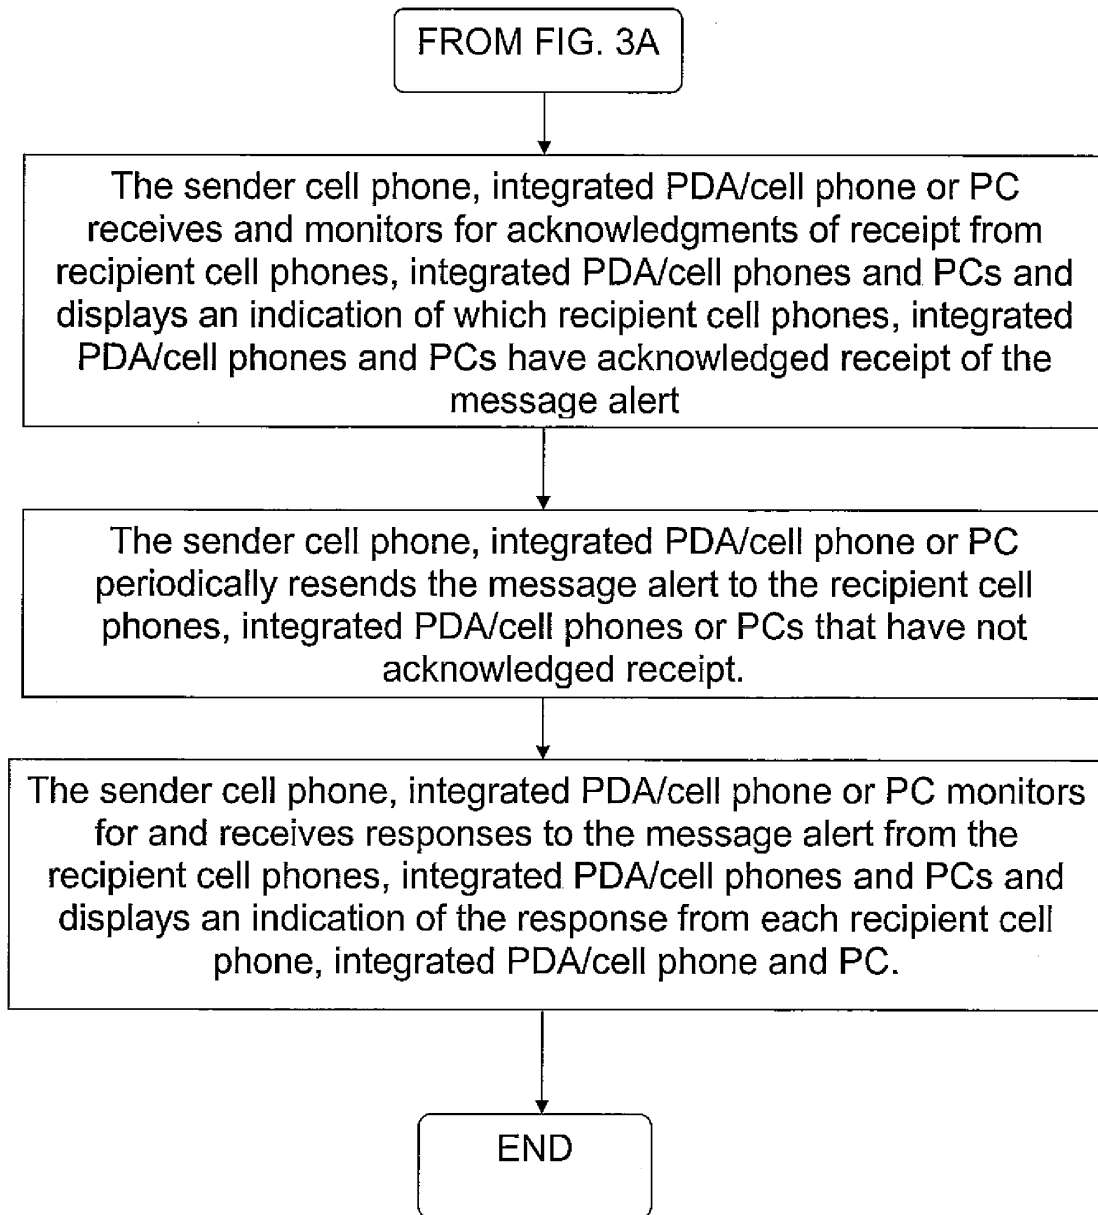 FROM FIG. 3A
The sender cell phone, integrated PDA/cell phone or PC
receives and monitors for acknowledgments of receipt from
recipient cell phones, integrated PDA/cell phones and PCs and
displays an indication of which recipient cell phones, integrated
PDA/cell phones and PCs have acknowledged receipt of the
message alert
The sender cell phone, integrated PDA/cell phone or PC
periodically resends the message alert to the recipient cell
phones, integrated PDA/cell phones or PCs that have not
acknowledged receipt.
The sender cell phone, integrated PDA/cell phone or PC monitors
for and receives responses to the message alert from the
recipient cell phones, integrated PDA/cell phones and PCs and
displays an indication of the response from each recipient cell
phone, integrated PDA/cell phone and PC.
END